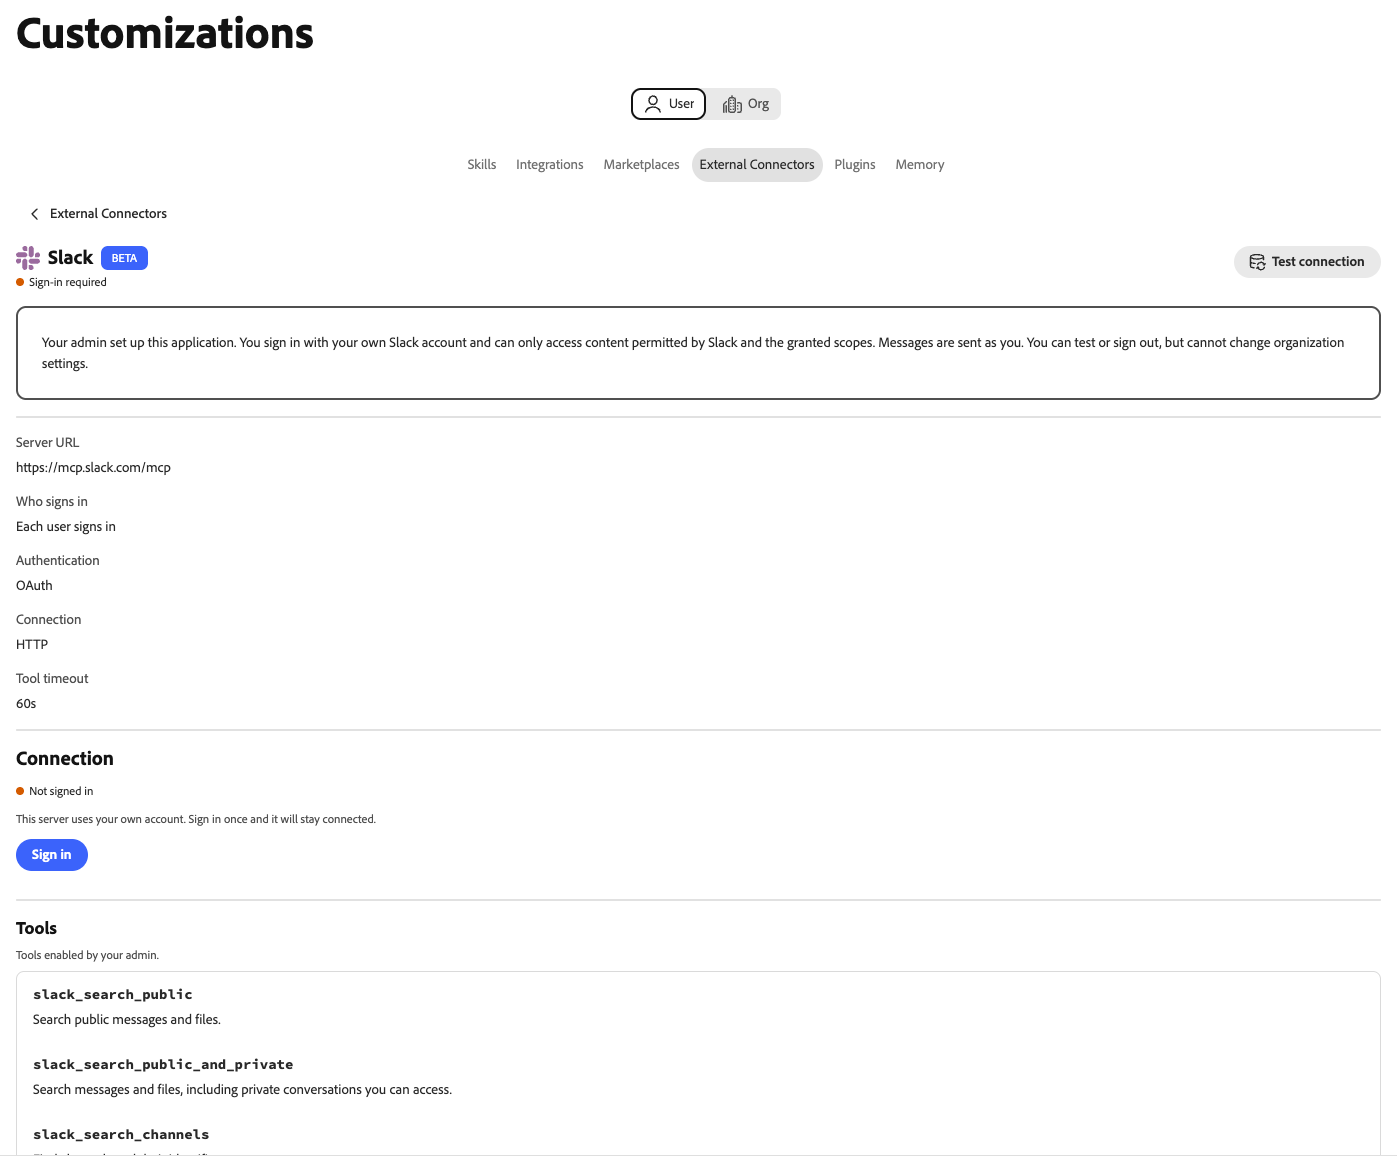 Customizations
User
Org
Skills
Integrations
Marketplaces
External Connectors
Plugins
Memory
External Connectors
Slack
BETA
Test connection
Sign-in required
Your admin set up this application. You sign in with your own Slack account and can only access content permitted by Slack and the granted scopes. Messages are sent as you. You can test or sign out, but cannot change organization
settings.
Server URL
https://mcp.slack.com/mcp
Who signs in
Each user signs in
Authentication
OAuth
Connection
HTTP
Tool timeout
60s
Connection
Not signed in
This server uses your own account. Sign in once and it will stay connected.
Sign in
Tools
Tools enabled by your admin.
slack_search_public
Search public messages and files.
slack_search_public_and_private
Search messages and files, including private conversations you can access.
slack_search_channels